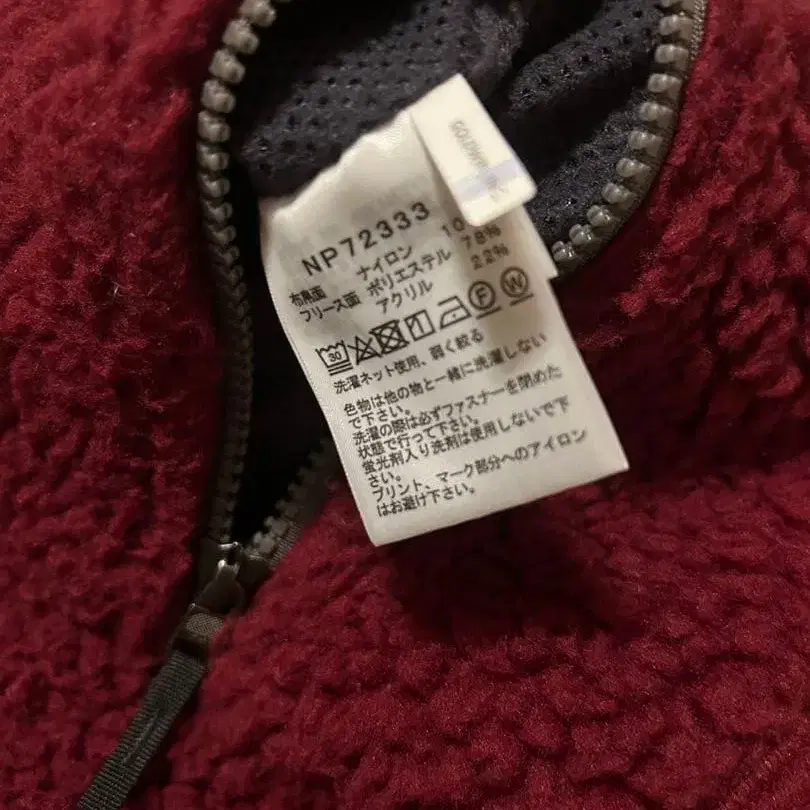 NP72333
布帛面 ナイロン 10
フリース面 ポリエステル 78%
アクリル 22%
30 F W
洗濯ネット使用、弱く絞る
色物は他の物と一緒に洗濯しない
で下さい。
洗濯の際は必ずファスナーを閉めた
状態で行って下さい。
蛍光剤入り洗剤は使用しないで下
さい。
プリント、マーク部分へのアイロン
はお避け下さい。